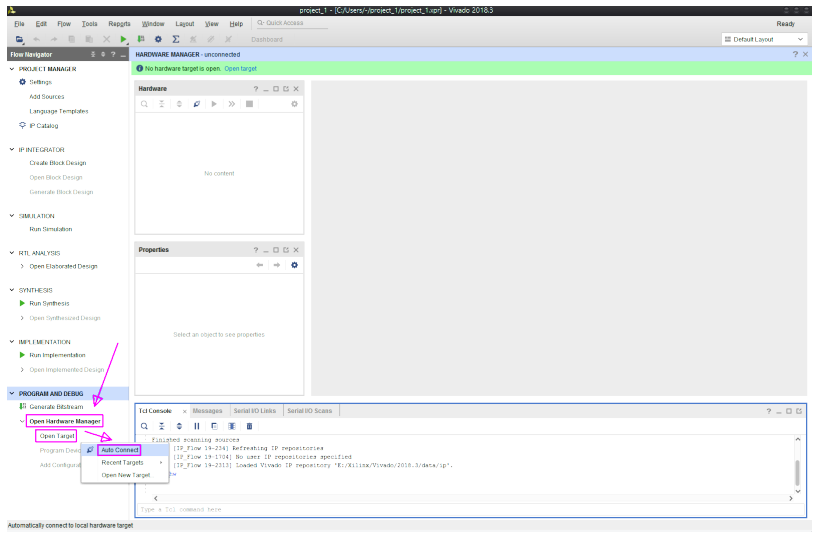 project_1 - [C:/Users/-/project_1/project_1.xpr] - Vivado 2018.3
File Edit Flow Tools Reports Window Layout View Help Quick Access Ready
Dashboard Default Layout
Flow Navigator
HARDWARE MANAGER - unconnected
No hardware target is open. Open target
PROJECT MANAGER
Settings
Add Sources
Language Templates
IP Catalog
IP INTEGRATOR
Create Block Design
Open Block Design
Generate Block Design
SIMULATION
Run Simulation
RTL ANALYSIS
Open Elaborated Design
SYNTHESIS
Run Synthesis
Open Synthesized Design
IMPLEMENTATION
Run Implementation
Open Implemented Design
PROGRAM AND DEBUG
Generate Bitstream
Open Hardware Manager
Open Target
Program Devic
Add Configurat
Auto Connect
Recent Targets
Open New Target
Hardware
No content
Properties
Select an object to see properties
Tcl Console Messages Serial I/O Links Serial I/O Scans
Finished scanning sources
[IP_Flow 19-234] Refreshing IP repositories
[IP_Flow 19-1704] No user IP repositories specified
[IP_Flow 19-2313] Loaded Vivado IP repository 'E:/Xilinx/Vivado/2018.3/data/ip'.
Type a Tcl command here
Automatically connect to local hardware target